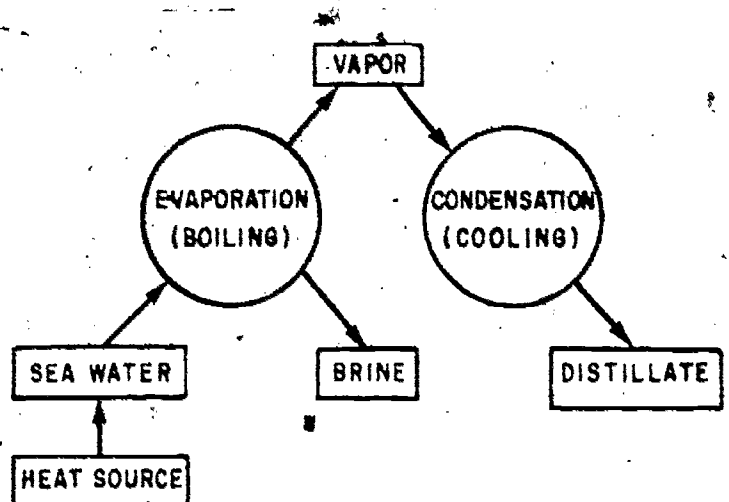 VAPOR
EVAPORATION
(BOILING)
CONDENSATION
(COOLING)
SEA WATER
BRINE
DISTILLATE
HEAT SOURCE